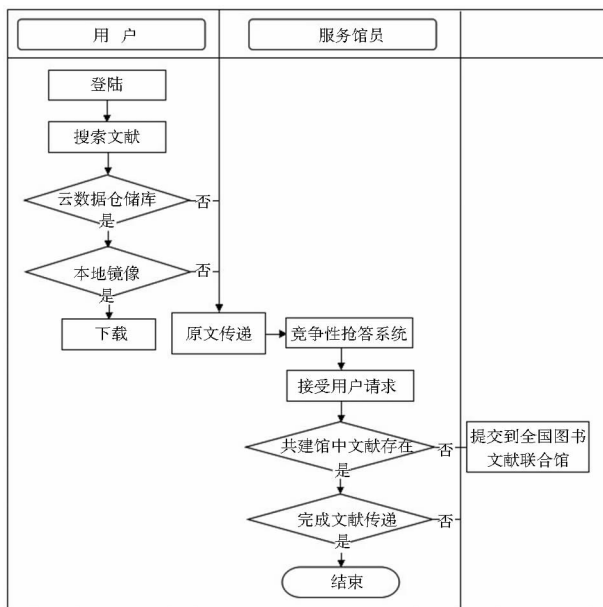 用 户
服务馆员
登陆
搜索文献
云数据仓储库
否
是
本地镜像
否
是
下载
原文传递
竞争性抢答系统
接受用户请求
共建馆中文献存在
否
是
提交到全国图书
文献联合馆
完成文献传递
否
是
结束